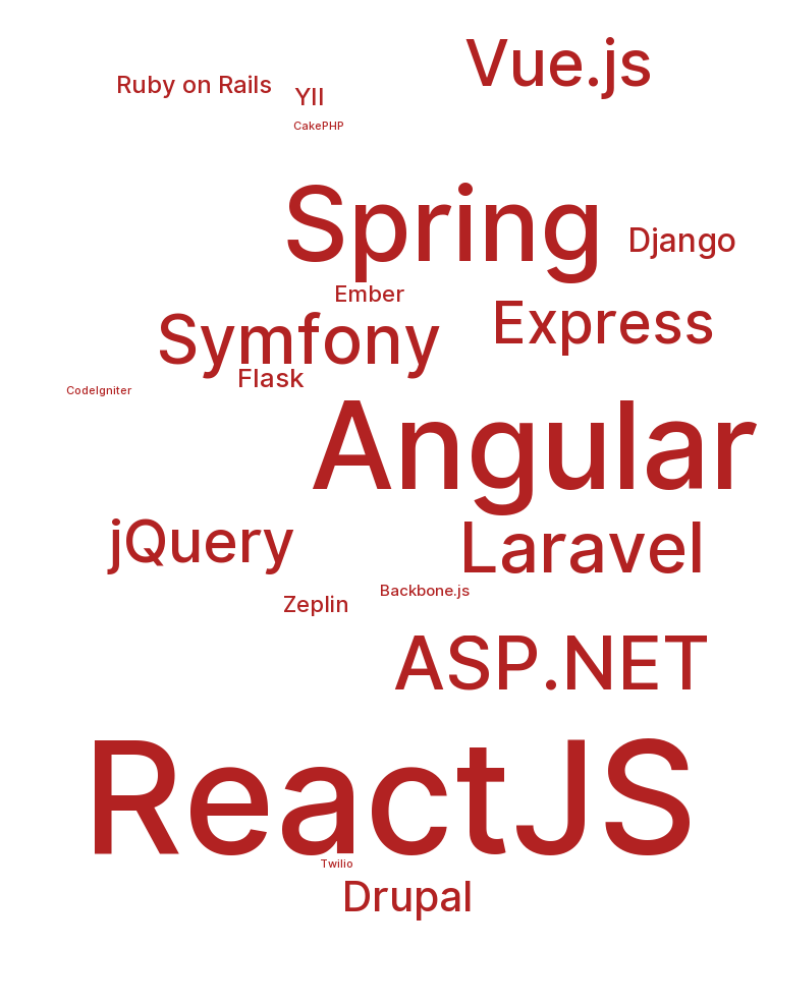 Vue.js
Ruby on Rails
YII
CakePHP
Spring
Django
Ember
Express
Symfony
Flask
CodeIgniter
Angular
jQuery
Laravel
Backbone.js
Zeplin
ASP.NET
ReactJS
Twilio
Drupal